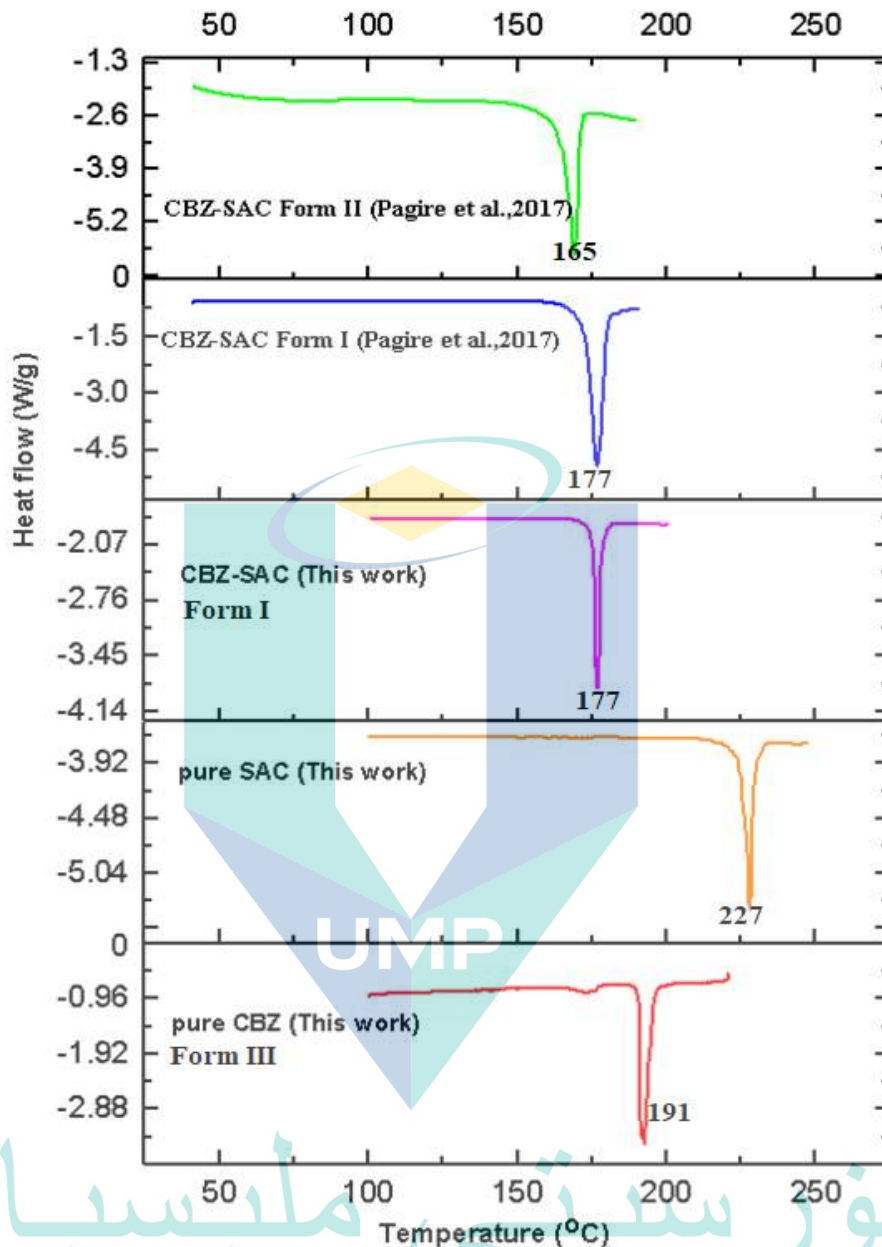 50 100 150 200 250
-1.3
-2.6
-3.9
CBZ-SAC Form II (Pagire et al.,2017)
-5.2
165
0
-1.5
CBZ-SAC Form I (Pagire et al.,2017)
-3.0
-4.5
177
Heat flow (W/g)
-2.07
CBZ-SAC (This work)
-2.76
Form I
-3.45
177
-4.14
-3.92
pure SAC (This work)
-4.48
-5.04
227
UMP
0
-0.96
pure CBZ (This work)
-1.92
Form III
-2.88
191
50 100 150 200 250
Temperature (°C)